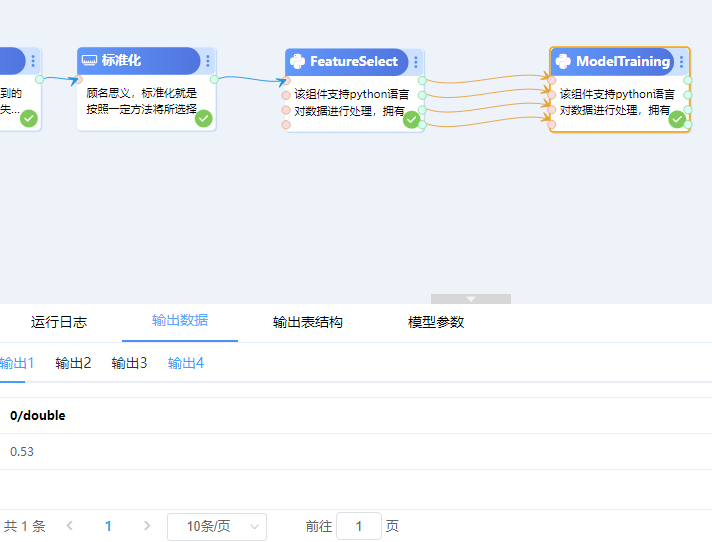 标准化
FeatureSelect
ModelTraining
到的
失...
顾名思义，标准化就是
按照一定方法将所选择
该组件支持python语言
对数据进行处理，拥有
该组件支持python语言
对数据进行处理，拥有
运行日志
输出数据
输出表结构
模型参数
输出1
输出2
输出3
输出4
0/double
0.53
共 1 条
1
10条/页
前往 1 页